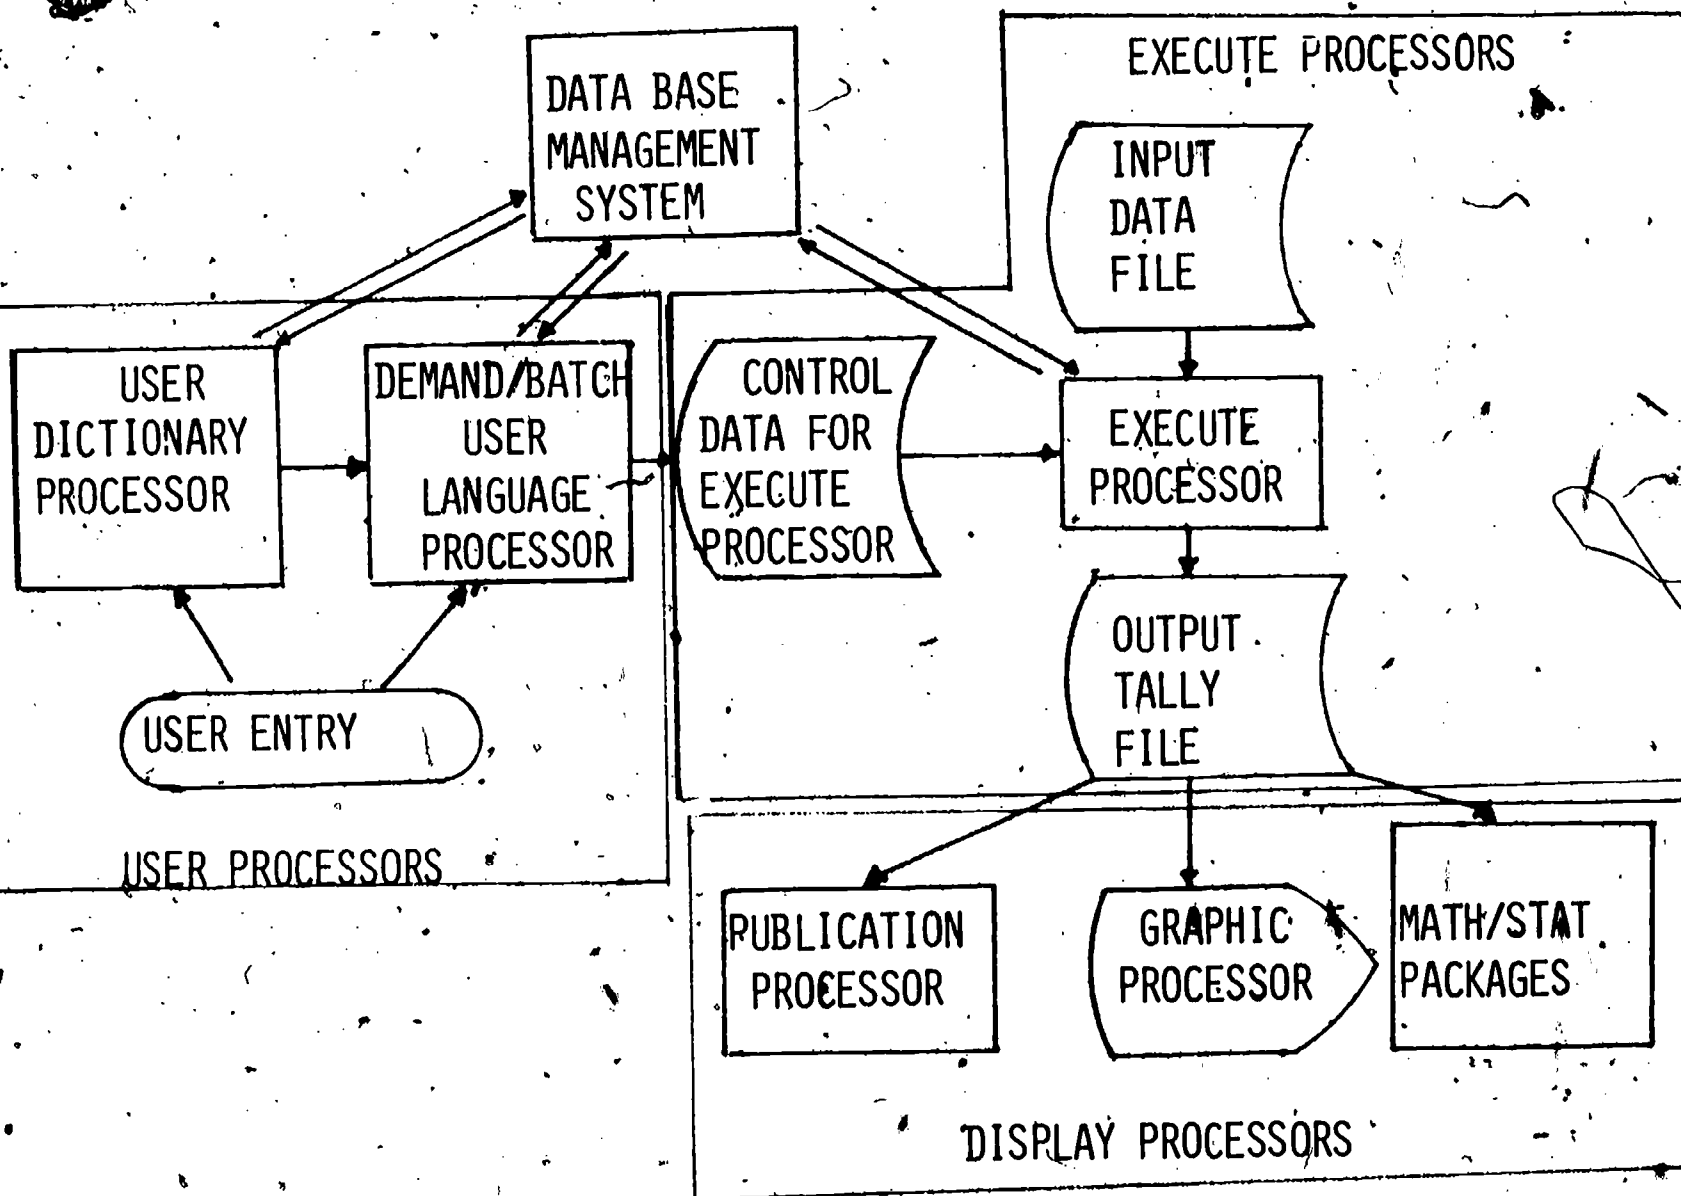 EXECUTE PROCESSORS
DATA BASE
MANAGEMENT
SYSTEM
INPUT
DATA
FILE
USER
DICTIONARY
PROCESSOR
DEMAND/BATCH
USER
LANGUAGE
PROCESSOR
CONTROL
DATA FOR
EXECUTE
PROCESSOR
EXECUTE
PROCESSOR
USER ENTRY
OUTPUT
TALLY
FILE
USER PROCESSORS
PUBLICATION
PROCESSOR
GRAPHIC
PROCESSOR
MATH/STAT
PACKAGES
DISPLAY PROCESSORS